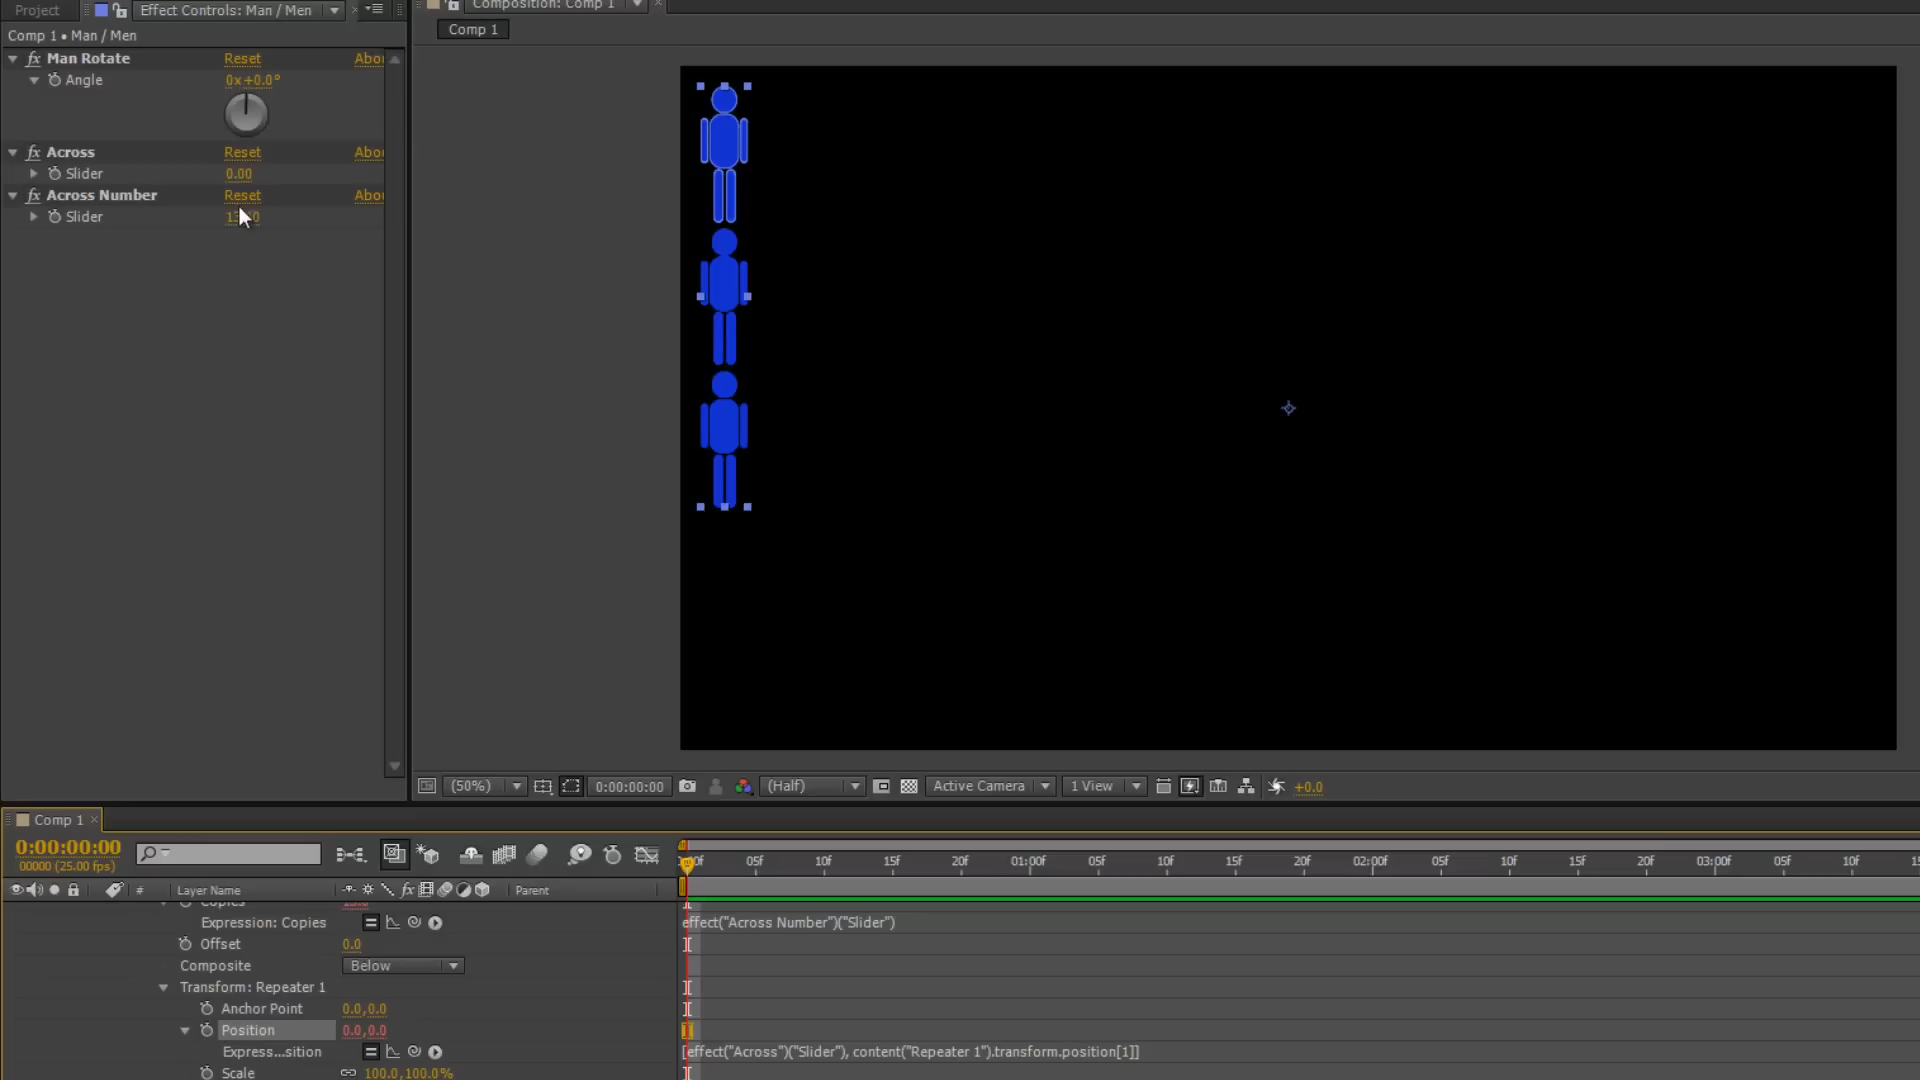 Project
Effect Controls: Man / Men
Composition: Comp 1
Comp 1 • Man / Men
Comp 1
fx Man Rotate Reset Abou
Angle 0x+0.0°
fx Across Reset Abou
Slider 0.00
fx Across Number Reset Abou
Slider
(50%) 0:00:00:00 (Half) Active Camera 1 View +0.0
Comp 1
0:00:00:00
00000 (25.00 fps)
00f 05f 10f 15f 20f 01:00f 05f 10f 15f 20f 02:00f 05f 10f 15f 20f 03:00f 05f 10f
# Layer Name fx Parent
Copies
Expression: Copies effect("Across Number")("Slider")
Offset 0.0
Composite Below
Transform: Repeater 1
Anchor Point 0.0,0.0
Position 0.0,0.0
Express...sition [effect("Across")("Slider"), content("Repeater 1").transform.position[1]]
Scale 100.0,100.0%